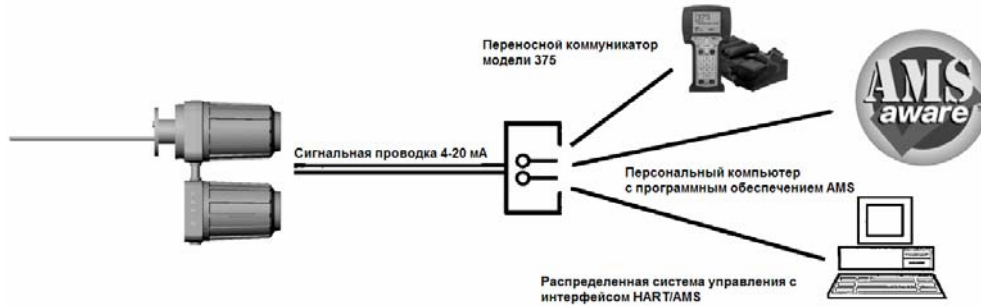 Переносной коммуникатор
модели 375
AMS
aware
Сигнальная проводка 4-20 мА
Персональный компьютер
с программным обеспечением AMS
Распределенная система управления с
интерфейсом HART/AMS